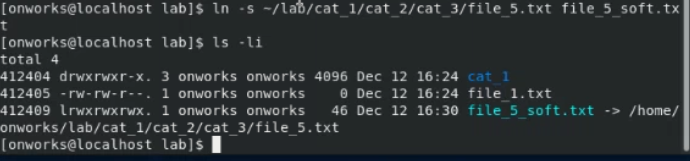 [onworks@localhost lab]$ ln -s ~/lab/cat_1/cat_2/cat_3/file_5.txt file_5_soft.tx
t
[onworks@localhost lab]$ ls -li
total 4
412404 drwxrwxr-x. 3 onworks onworks 4096 Dec 12 16:24 cat_1
412405 -rw-rw-r--. 1 onworks onworks    0 Dec 12 16:24 file_1.txt
412409 lrwxrwxrwx. 1 onworks onworks   46 Dec 12 16:30 file_5_soft.txt -> /home/
onworks/lab/cat_1/cat_2/cat_3/file_5.txt
[onworks@localhost lab]$